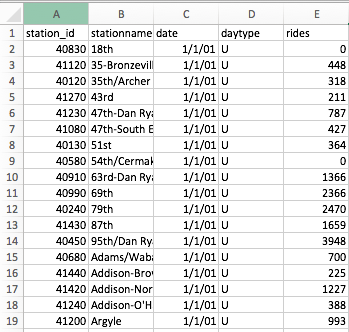 A B C D E
1 station_id stationname date daytype rides
2 40830 18th 1/1/01 U 0
3 41120 35-Bronzevil 1/1/01 U 448
4 40120 35th/Archer 1/1/01 U 318
5 41270 43rd 1/1/01 U 211
6 41230 47th-Dan Rya 1/1/01 U 787
7 41080 47th-South E 1/1/01 U 427
8 40130 51st 1/1/01 U 364
9 40580 54th/Cermak 1/1/01 U 0
10 40910 63rd-Dan Rya 1/1/01 U 1366
11 40990 69th 1/1/01 U 2366
12 40240 79th 1/1/01 U 2470
13 41430 87th 1/1/01 U 1659
14 40450 95th/Dan Rya 1/1/01 U 3948
15 40680 Adams/Waba 1/1/01 U 700
16 41440 Addison-Brow 1/1/01 U 225
17 41420 Addison-Nor 1/1/01 U 1227
18 41240 Addison-O'H 1/1/01 U 388
19 41200 Argyle 1/1/01 U 993